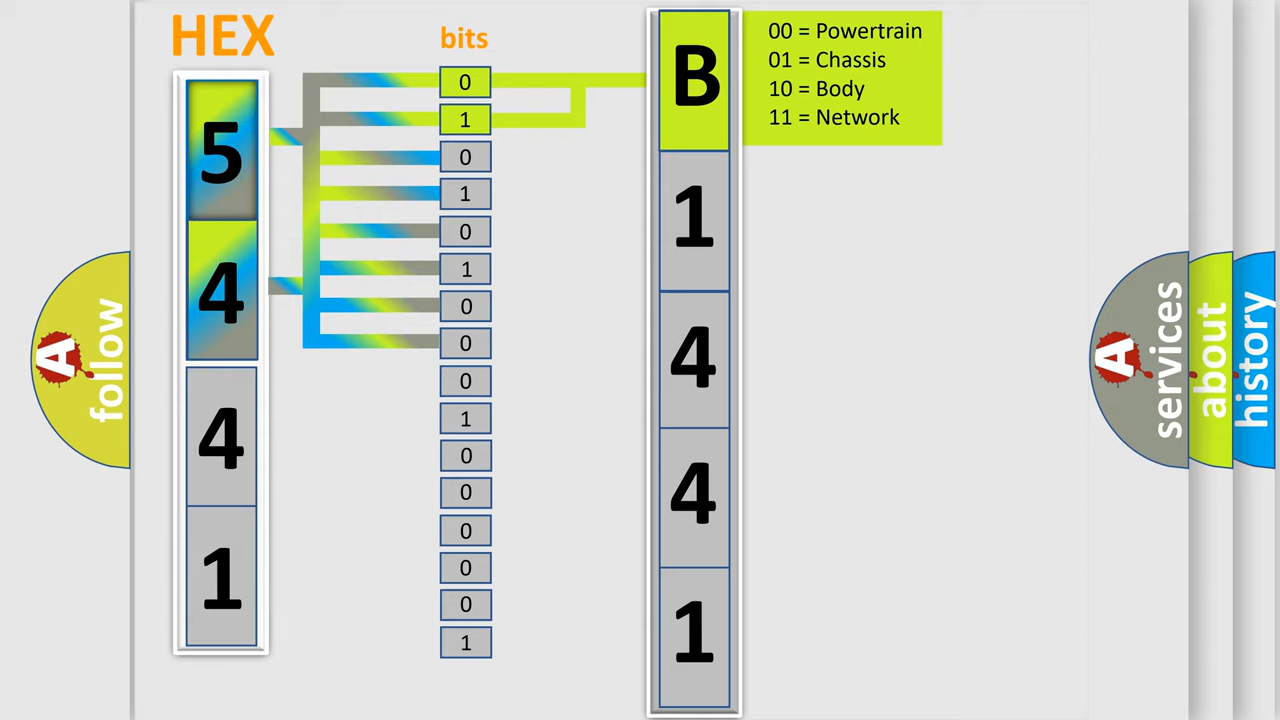 HEX
bits
5
4
4
1
0
1
0
1
0
1
0
0
0
1
0
0
0
0
0
1
B
1
4
4
1
00 = Powertrain
01 = Chassis
10 = Body
11 = Network
A
follow
A
services
about
history